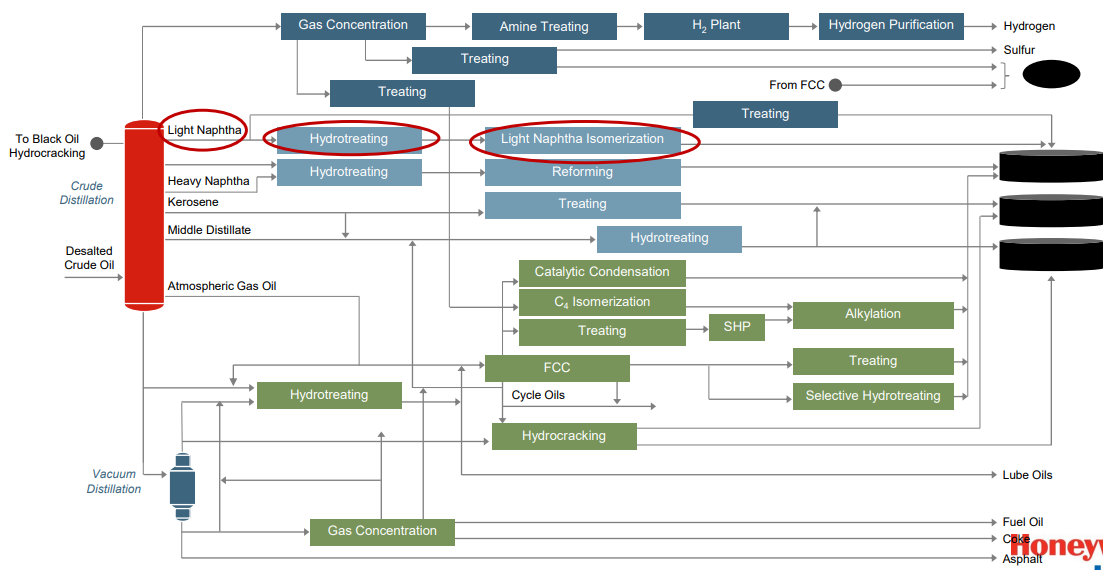 Gas Concentration
Amine Treating
H₂ Plant
Hydrogen Purification
Hydrogen
Treating
Sulfur
From FCC
Treating
Treating
Light Naphtha
To Black Oil
Hydrocracking
Hydrotreating
Light Naphtha Isomerization
Hydrotreating
Reforming
Heavy Naphtha
Crude
Distillation
Kerosene
Treating
Middle Distillate
Hydrotreating
Desalted
Crude Oil
Catalytic Condensation
Atmospheric Gas Oil
C₄ Isomerization
Alkylation
Treating
SHP
FCC
Treating
Hydrotreating
Cycle Oils
Selective Hydrotreating
Hydrocracking
Vacuum
Distillation
Lube Oils
Gas Concentration
Fuel Oil
Coke
Honeyw
Asphalt